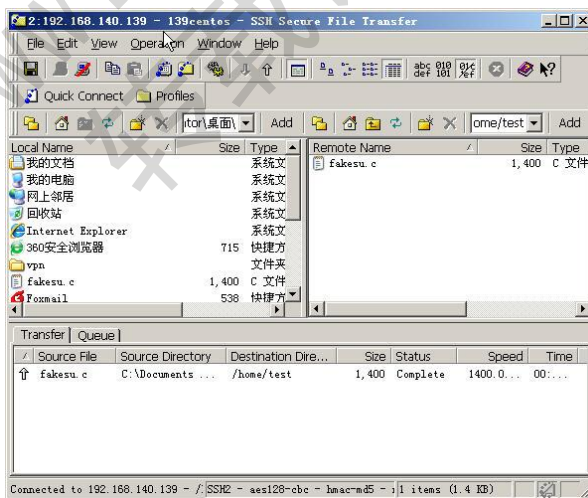 2:192.168.140.139 - 139centos - SSH Secure File Transfer
File Edit View Operation Window Help
Quick Connect Profiles
itor\桌面\ Add ome/test Add
Local Name / Size Type Remote Name / Size Type
我的文档 系统文 fakesu.c 1,400 C 文件
我的电脑 系统文
网上邻居 系统文
回收站 系统文
Internet Explorer 系统文
360安全浏览器 715 快捷方
vpn 文件夹
fakesu.c 1,400 C 文件
Foxmail 538 快捷方
Transfer Queue
/ Source File Source Directory Destination Dire... Size Status Speed Time
fakesu.c C:\Documents ... /home/test 1,400 Complete 1400.0... 00:...
Connected to 192.168.140.139 - /. SSH2 - aes128-cbc - hmac-md5 - 1 items (1.4 KB)